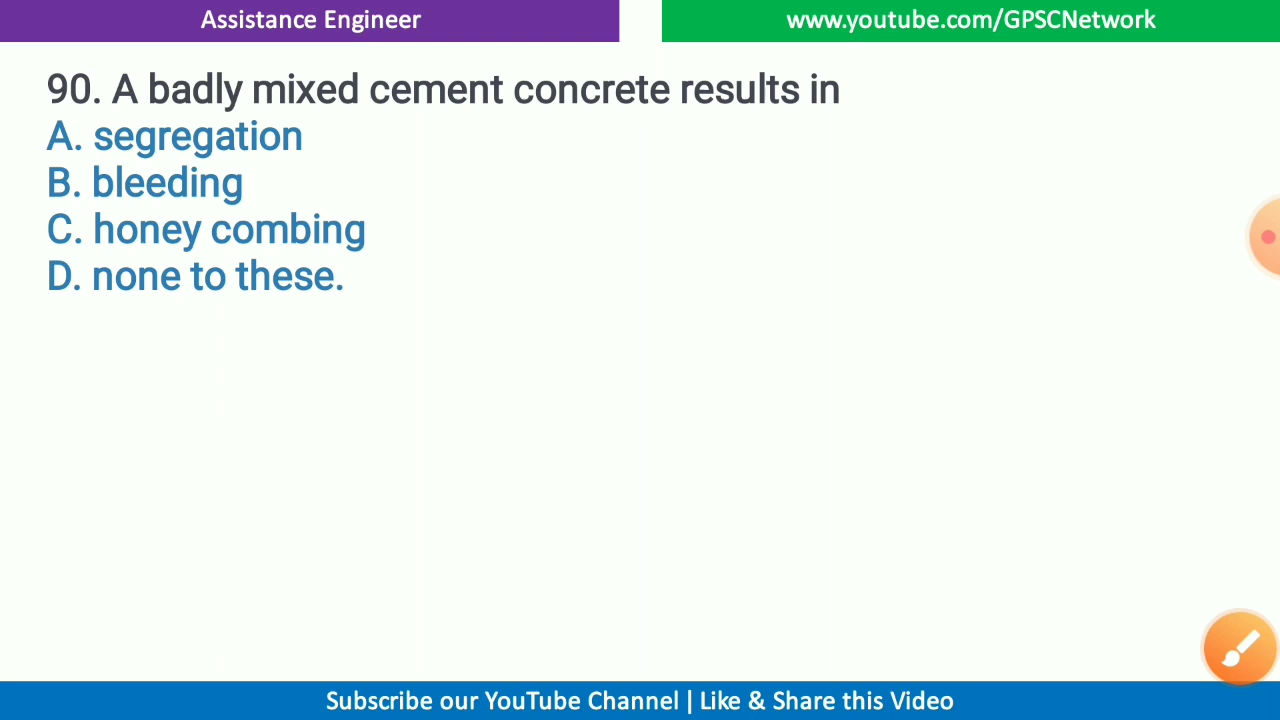 Assistance Engineer
www.youtube.com/GPSCNetwork
90. A badly mixed cement concrete results in
A. segregation
B. bleeding
C. honey combing
D. none to these.
Subscribe our YouTube Channel | Like & Share this Video